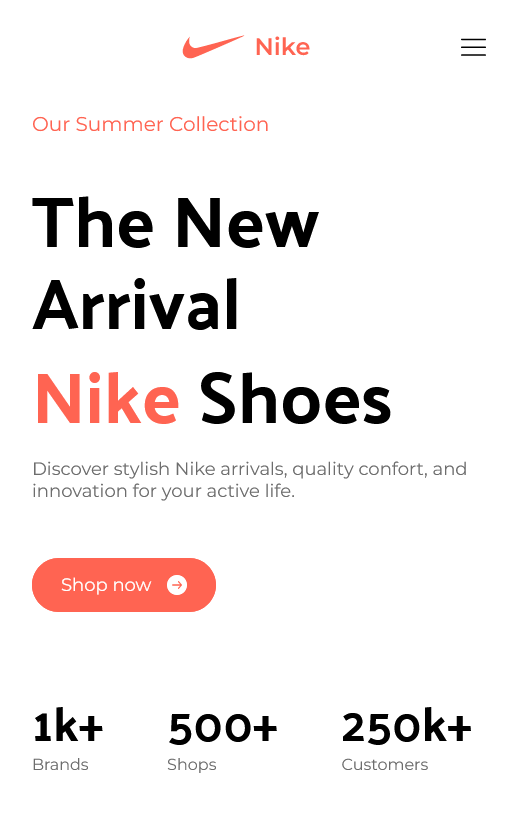 Nike
Our Summer Collection
The New
Arrival
Nike Shoes
Discover stylish Nike arrivals, quality confort, and
innovation for your active life.
Shop now
1k+ 500+ 250k+
Brands Shops Customers